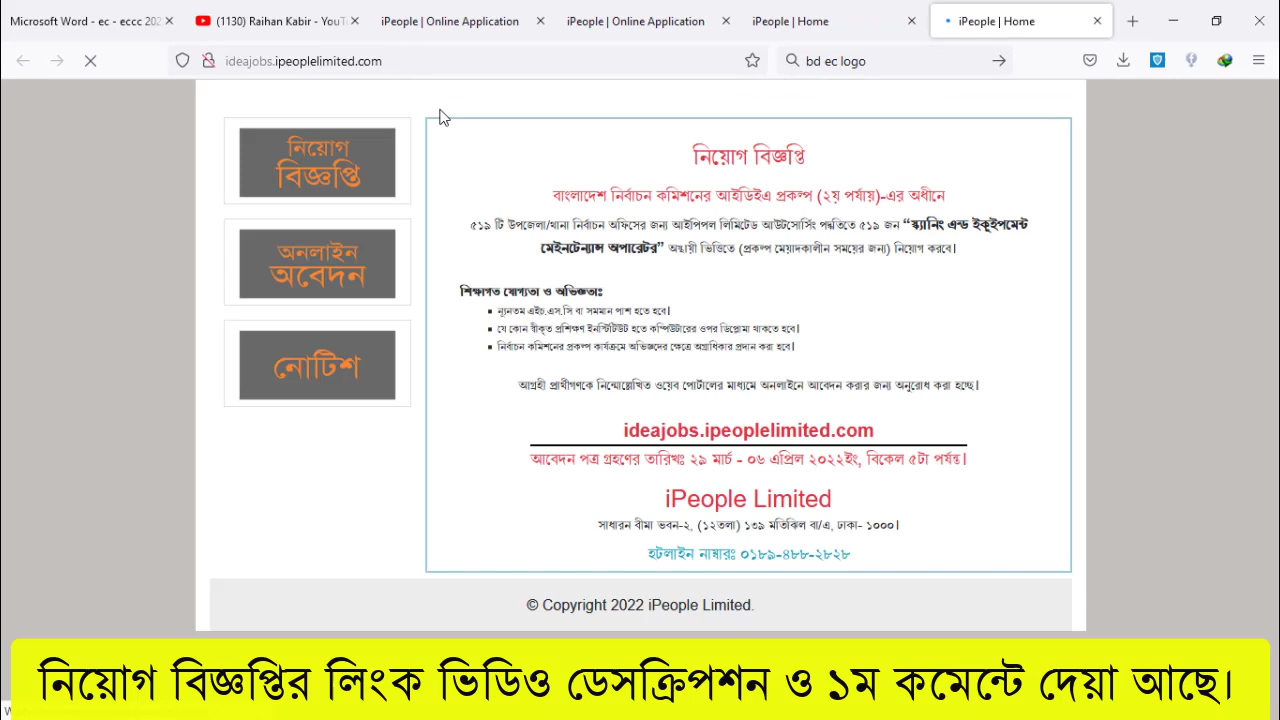 Microsoft Word - ec - eccc 202
(1130) Raihan Kabir - YouT
iPeople | Online Application
iPeople | Online Application
iPeople | Home
iPeople | Home
ideajobs.ipeoplelimited.com
bd ec logo
নিয়োগ
বিজ্ঞপ্তি
অনলাইন
অবেদন
নোটিশ
নিয়োগ বিজ্ঞপ্তি
বাংলাদেশ নির্বাচন কমিশনের আইডিইএ প্রকল্প (২য় পর্যায়)-এর অধীনে
৫১৯ টি উপজেলা/থানা নির্বাচন অফিসের জন্য আইপিপল লিমিটেড আউটসোর্সিং পদ্ধতিতে ৫১৯ জন “স্ক্যানিং এন্ড ইকূইপমেন্ট
মেইনটেন্যান্স অপারেটর” অস্থায়ী ভিত্তিতে (প্রকল্প মেয়াদকালীন সময়ের জন্য) নিয়োগ করবে।
শিক্ষাগত যোগ্যতা ও অভিজ্ঞতাঃ
▪ ন্যূনতম এইচ.এস.সি বা সমমান পাশ হতে হবে।
▪ যে কোন স্বীকৃত প্রশিক্ষণ ইনস্টিটিউট হতে কম্পিউটারের ওপর ডিপ্লোমা থাকতে হবে।
▪ নির্বাচন কমিশনের প্রকল্প কার্যক্রমে অভিজ্ঞদের ক্ষেত্রে অগ্রাধিকার প্রদান করা হবে।
আগ্রহী প্রার্থীগণকে নিন্মোল্লেখিত ওয়েব পোর্টালের মাধ্যমে অনলাইনে আবেদন করার জন্য অনুরোধ করা হচ্ছে।
ideajobs.ipeoplelimited.com
আবেদন পত্র গ্রহণের তারিখঃ ২৯ মার্চ - ০৬ এপ্রিল ২০২২ইং, বিকেল ৫টা পর্যন্ত।
iPeople Limited
সাধারন বীমা ভবন-২, (১২তলা) ১৩৯ মতিঝিল বা/এ, ঢাকা- ১০০০।
হটলাইন নাম্বারঃ ০১৮৯-৪৮৮-২৮২৮
© Copyright 2022 iPeople Limited.
নিয়োগ বিজ্ঞপ্তির লিংক ভিডিও ডেসক্রিপশন ও ১ম কমেন্টে দেয়া আছে।